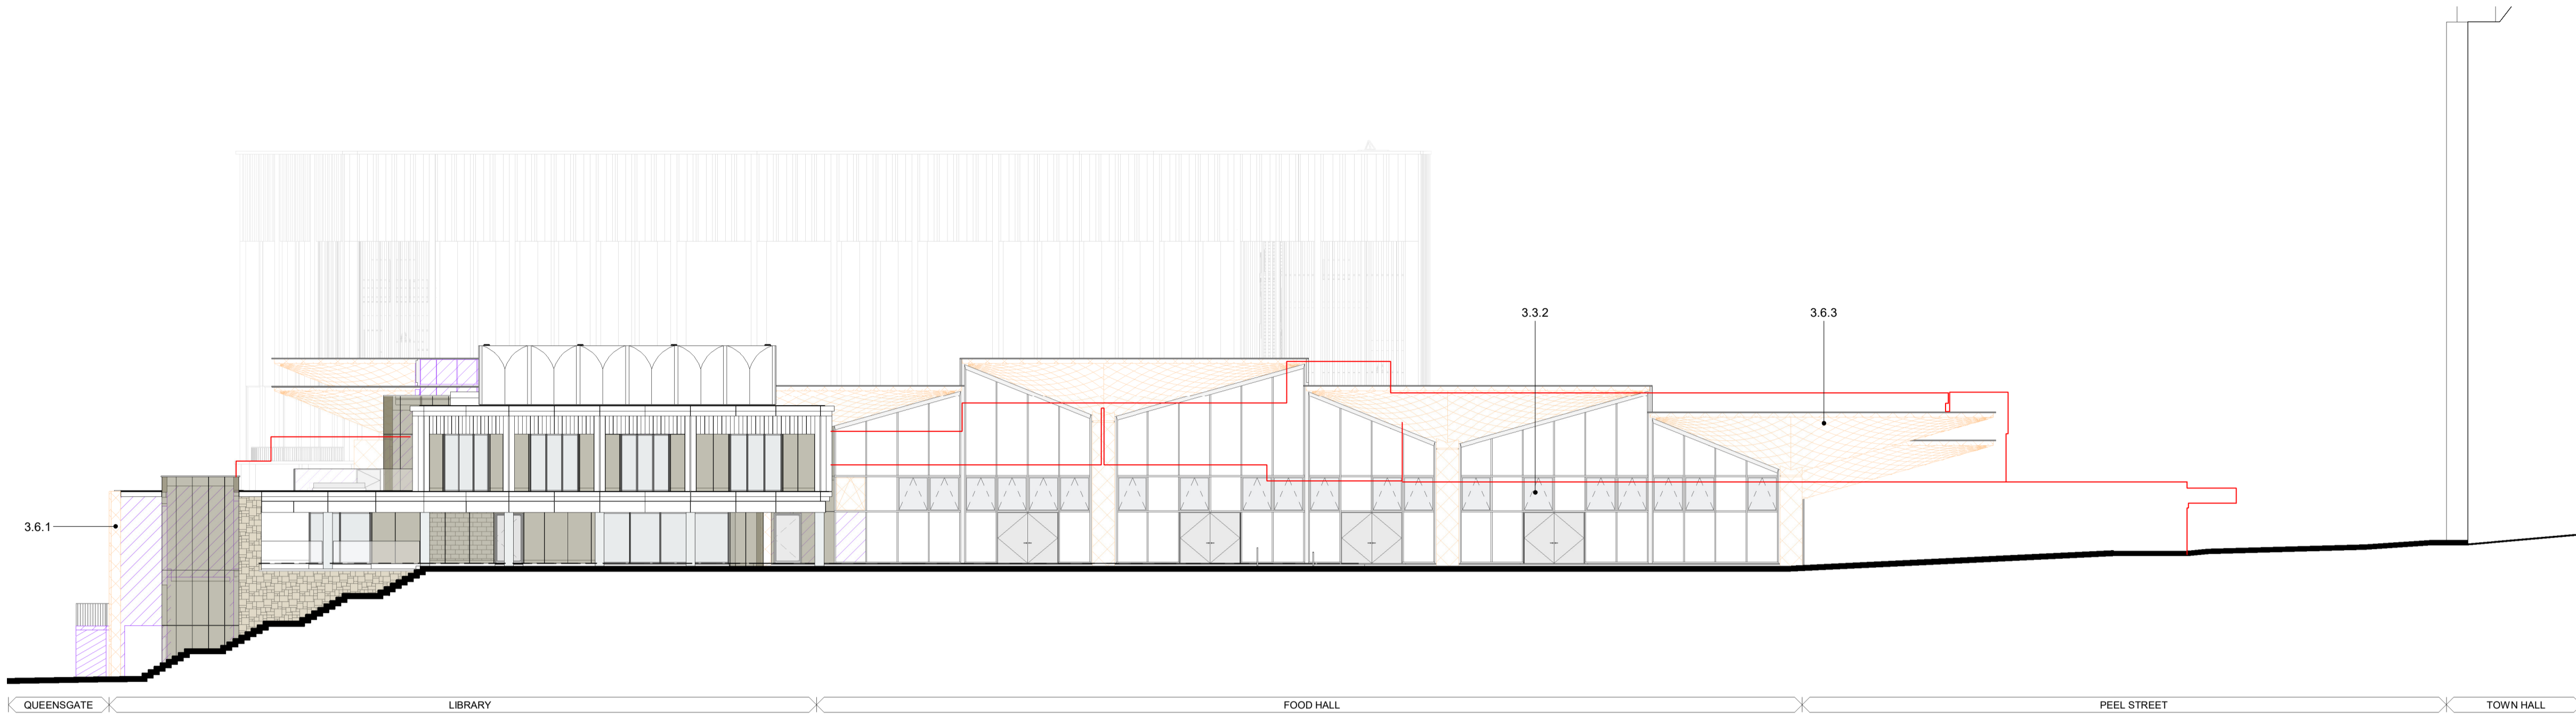 3.3.2
3.6.3
3.6.1
QUEENSGATE
LIBRARY
FOOD HALL
PEEL STREET
TOWN HALL